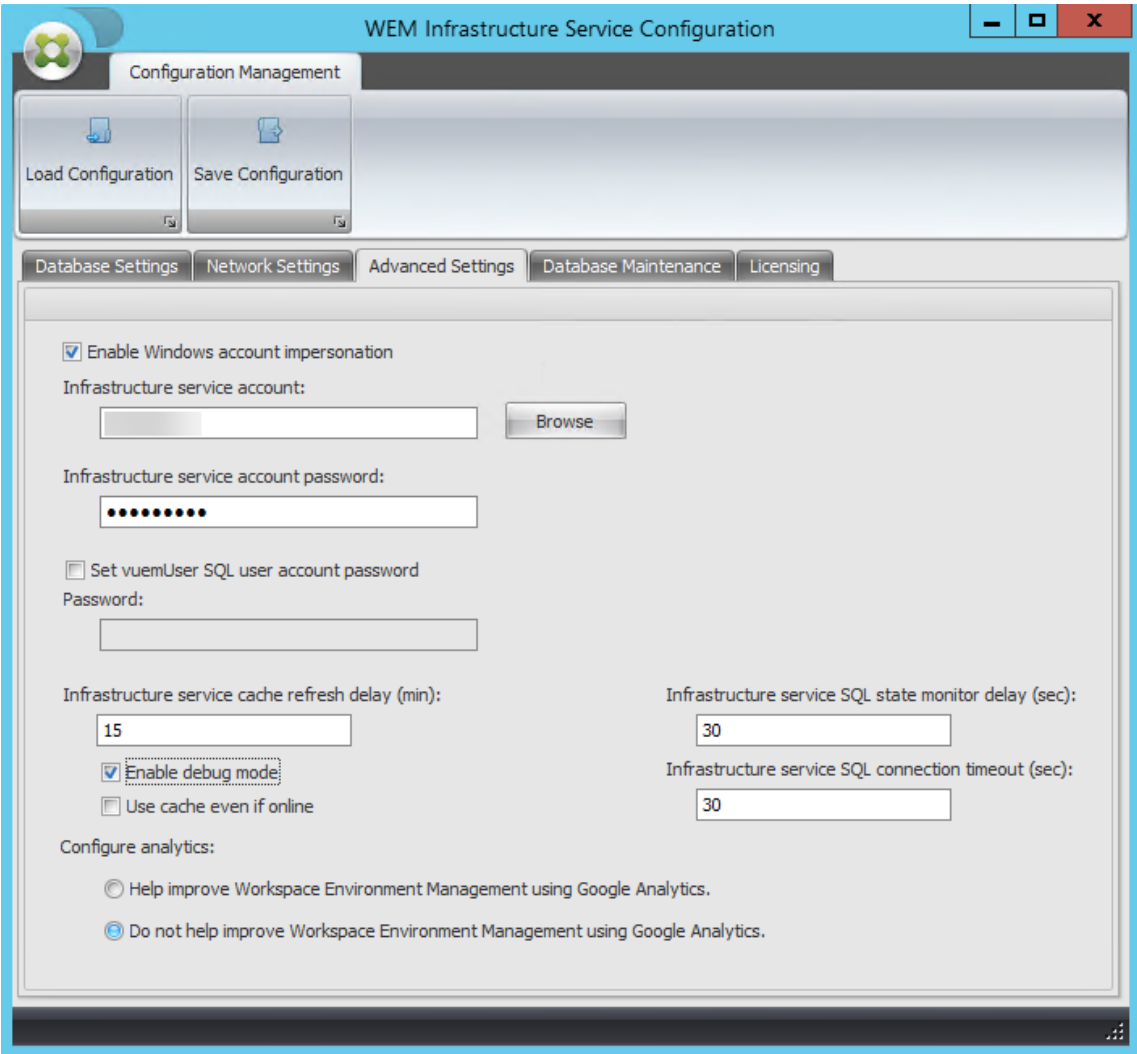 WEM Infrastructure Service Configuration
Configuration Management
Load Configuration Save Configuration
Database Settings Network Settings Advanced Settings Database Maintenance Licensing
Enable Windows account impersonation
Infrastructure service account:
Browse
Infrastructure service account password:
•••••••••
Set vuemUser SQL user account password
Password:
Infrastructure service cache refresh delay (min): Infrastructure service SQL state monitor delay (sec):
15 30
Enable debug mode Infrastructure service SQL connection timeout (sec):
Use cache even if online 30
Configure analytics:
Help improve Workspace Environment Management using Google Analytics.
Do not help improve Workspace Environment Management using Google Analytics.